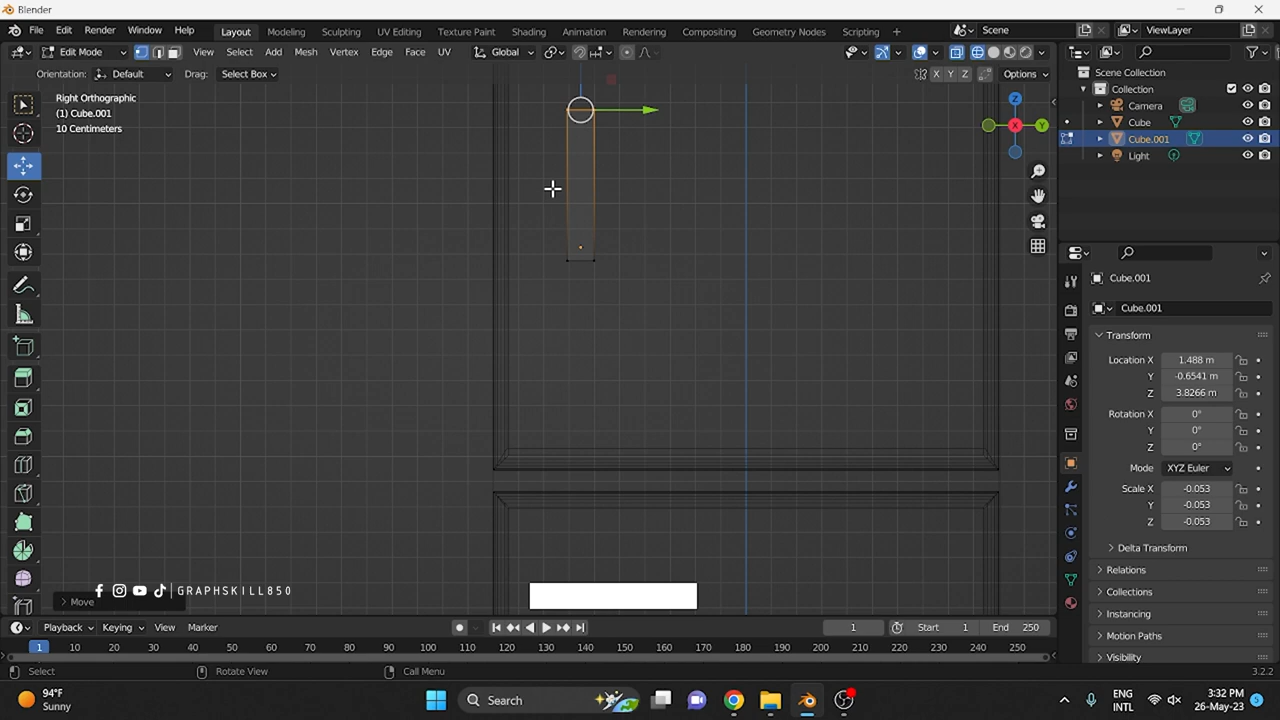 Blender
File Edit Render Window Help Layout Modeling Sculpting UV Editing Texture Paint Shading Animation Rendering Compositing Geometry Nodes Scripting + Scene ViewLayer
Edit Mode View Select Add Mesh Vertex Edge Face UV Global
Orientation: Default Drag: Select Box X Y Z Options
Scene Collection
Collection
Camera
Cube
Cube.001
Light
Right Orthographic
(1) Cube.001
10 Centimeters
Z
X
Y
Cube.001
Cube.001
Transform
Location X 1.488 m
Y -0.6541 m
Z 3.8266 m
Rotation X 0°
Y 0°
Z 0°
Mode XYZ Euler
Scale X -0.053
Y -0.053
Z -0.053
Delta Transform
Relations
Collections
Instancing
Motion Paths
Visibility
GRAPHSKILL850
Move
Playback Keying View Marker 1 Start 1 End 250
1 10 20 30 40 50 60 70 80 90 100 110 120 130 140 150 160 170 180 190 200 210 220 230 240 250
Select Rotate View Call Menu 3.2.2
94°F
Sunny
Search
ENG
INTL
3:32 PM
26-May-23